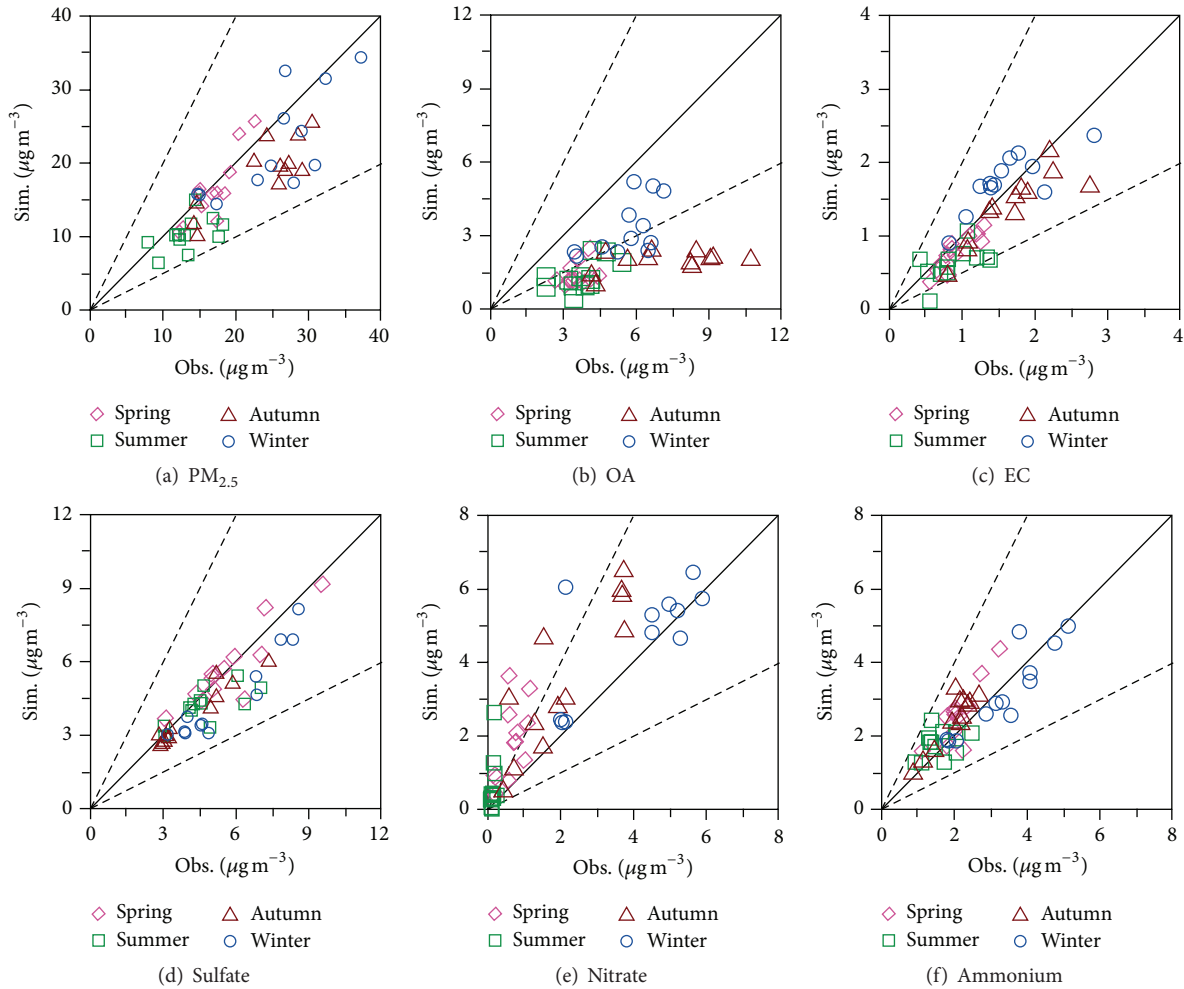 40
30
20
10
0
Sim. (μg m−3)
0 10 20 30 40
Obs. (μg m−3)
Spring Autumn
Summer Winter
(a) PM2.5
12
9
6
3
0
Sim. (μg m−3)
0 3 6 9 12
Obs. (μg m−3)
Spring Autumn
Summer Winter
(b) OA
4
3
2
1
0
Sim. (μg m−3)
0 1 2 3 4
Obs. (μg m−3)
Spring Autumn
Summer Winter
(c) EC
12
9
6
3
0
Sim. (μg m−3)
0 3 6 9 12
Obs. (μg m−3)
Spring Autumn
Summer Winter
(d) Sulfate
8
6
4
2
0
Sim. (μg m−3)
0 2 4 6 8
Obs. (μg m−3)
Spring Autumn
Summer Winter
(e) Nitrate
8
6
4
2
0
Sim. (μg m−3)
0 2 4 6 8
Obs. (μg m−3)
Spring Autumn
Summer Winter
(f) Ammonium